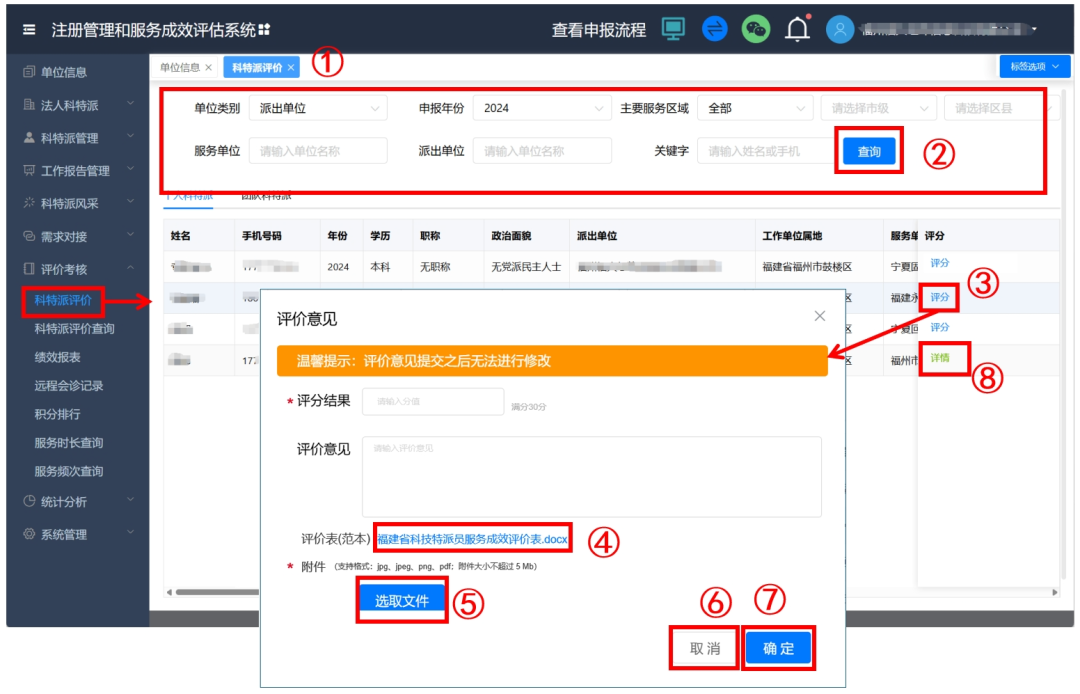 注册管理和服务成效评估系统
查看申报流程
单位信息
法人科特派
科特派管理
工作报告管理
科特派风采
需求对接
评价考核
科特派评价
科特派评价查询
绩效报表
远程会诊记录
积分排行
服务时长查询
服务频次查询
统计分析
系统管理
单位信息 × 科特派评价 × ① 标签选项
单位类别 派出单位 申报年份 2024 主要服务区域 全部 请选择市级 请选择区县
服务单位 请输入单位名称 派出单位 请输入单位名称 关键字 请输入姓名或手机 查询 ②
个人科特派 团队科特派
姓名 手机号码 年份 学历 职称 政治面貌 派出单位 工作单位属地 服务单 评分
2024 本科 无职称 无党派民主人士 福建省福州市鼓楼区 宁夏 评分
区 福建永 评分 ③
区 宁夏回 评分
177 区 福州市 详情 ⑧
评价意见 ×
温馨提示：评价意见提交之后无法进行修改
* 评分结果 请输入分值 满分30分
评价意见 请输入评价意见
评价表(范本) 福建省科技特派员服务成效评价表.docx ④
* 附件 (支持格式：jpg、jpeg、png、pdf; 附件大小不超过 5 Mb)
选取文件 ⑤
⑥ ⑦
取消 确定